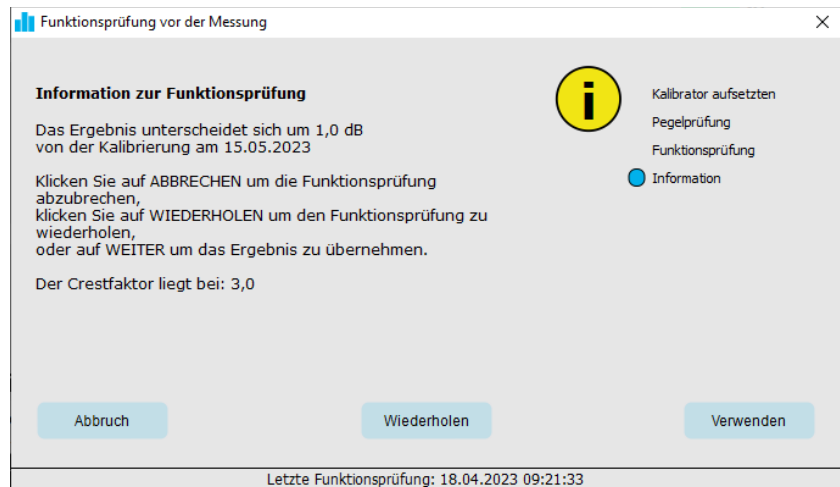 Funktionsprüfung vor der Messung
Information zur Funktionsprüfung
Das Ergebnis unterscheidet sich um 1,0 dB
von der Kalibrierung am 15.05.2023
Klicken Sie auf ABBRECHEN um die Funktionsprüfung
abzubrechen,
klicken Sie auf WIEDERHOLEN um den Funktionsprüfung zu
wiederholen,
oder auf WEITER um das Ergebnis zu übernehmen.
Der Crestfaktor liegt bei: 3,0
i
Kalibrator aufsetzten
Pegelprüfung
Funktionsprüfung
Information
Abbruch
Wiederholen
Verwenden
Letzte Funktionsprüfung: 18.04.2023 09:21:33